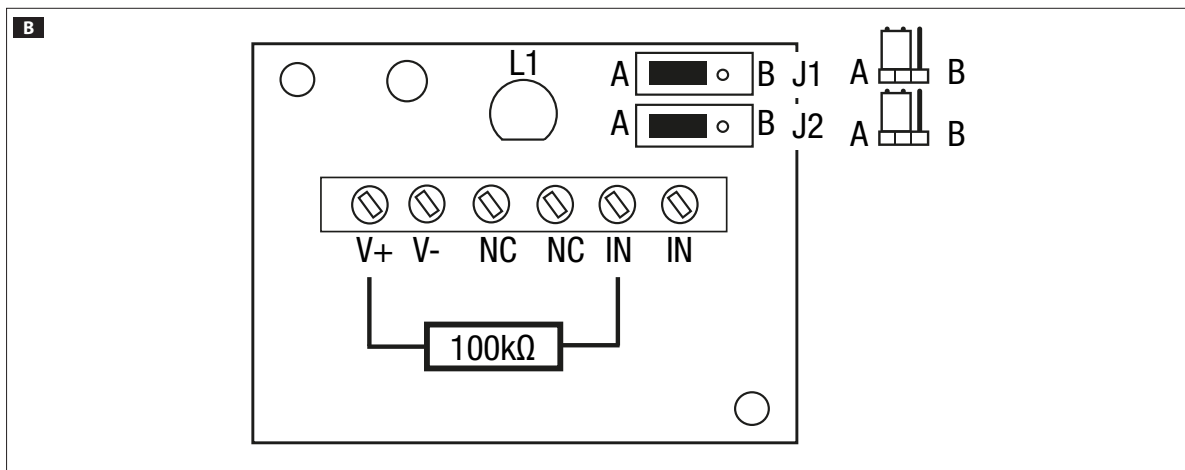 B
L1
A B J1 A B
A B J2 A B
V+ V- NC NC IN IN
100kΩ